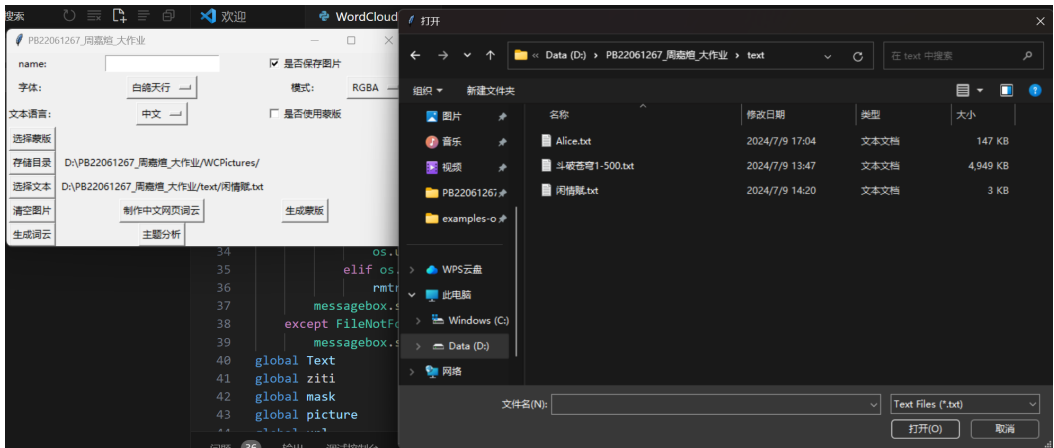 搜索
欢迎
WordCloud
PB22061267_周嘉煊_大作业
name:
是否保存图片
字体:
白鸽天行
模式:
RGBA
文本语言:
中文
是否使用蒙版
选择蒙版
存储目录
D:\PB22061267_周嘉煊_大作业/WCPictures/
选择文本
D:/PB22061267_周嘉煊_大作业/text/闲情赋.txt
清空图片
制作中文网页词云
生成蒙版
生成词云
主题分析
34
os.u
35
elif os.
36
rmtr
37
messagebox.s
38
except FileNotFo
39
messagebox.s
40
global Text
41
global ziti
42
global mask
43
global picture
问题
36
输出
调试控制台
打开
« Data (D:) › PB22061267_周嘉煊_大作业 › text
在 text 中搜索
组织
新建文件夹
图片
音乐
视频
PB22061267
examples-o
WPS云盘
此电脑
Windows (C:)
Data (D:)
网络
名称
修改日期
类型
大小
Alice.txt
2024/7/9 17:04
文本文档
147 KB
斗破苍穹1-500.txt
2024/7/9 13:47
文本文档
4,949 KB
闲情赋.txt
2024/7/9 14:20
文本文档
3 KB
文件名(N):
Text Files (*.txt)
打开(O)
取消